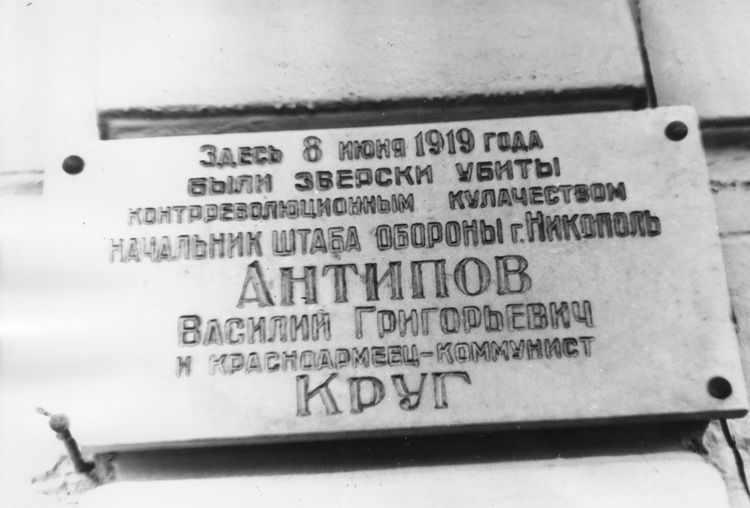 Здесь 8 июня 1919 года
были зверски убиты
контрреволюционным кулачеством
начальник штаба обороны г. Никополь
Антипов
Василий Григорьевич
и красноармеец-коммунист
Круг